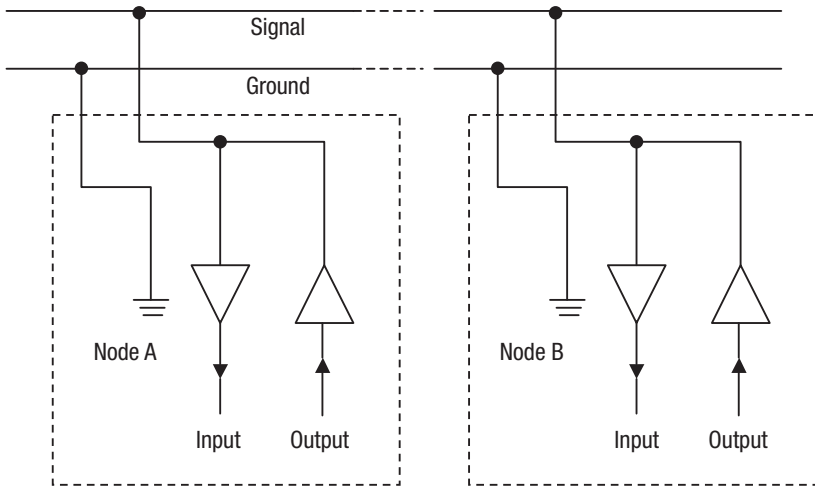 Signal
Ground
Node A
Node B
Input
Output
Input
Output